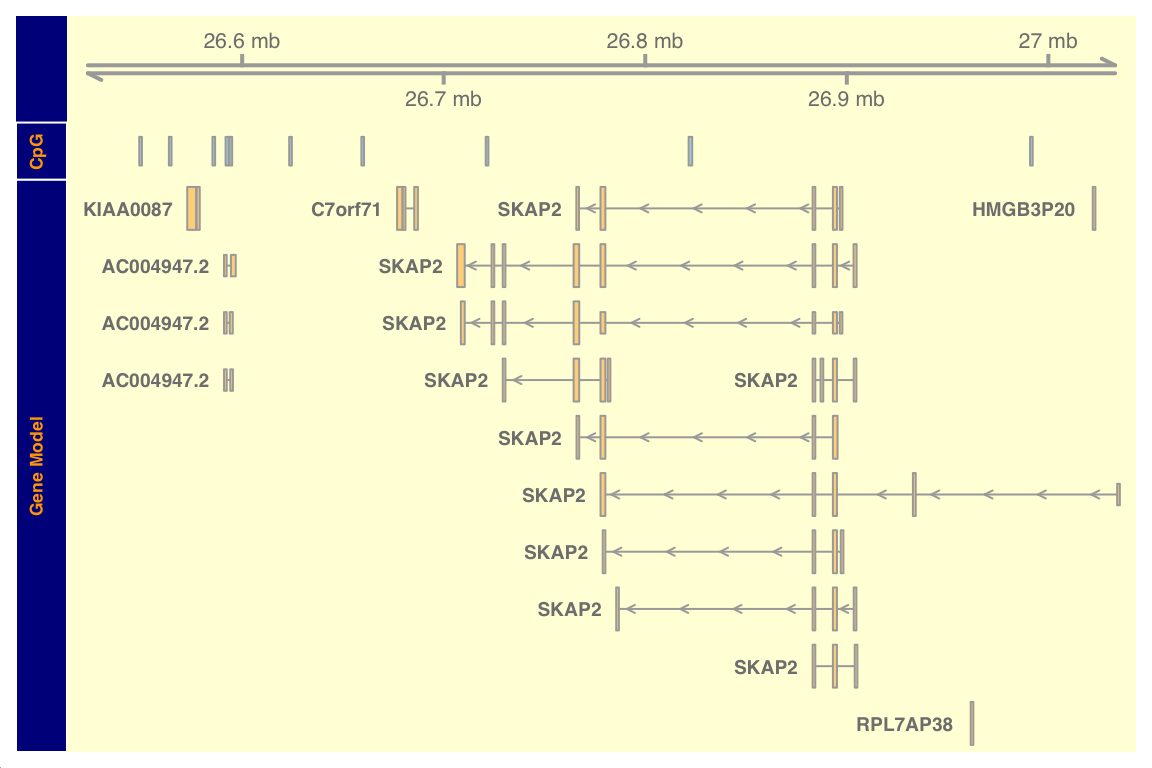 26.6 mb 26.8 mb 27 mb
26.7 mb 26.9 mb
CpG
Gene Model
KIAA0087 C7orf71 SKAP2 HMGB3P20
AC004947.2 SKAP2
AC004947.2 SKAP2
AC004947.2 SKAP2 SKAP2
SKAP2
SKAP2
SKAP2
SKAP2
SKAP2
RPL7AP38